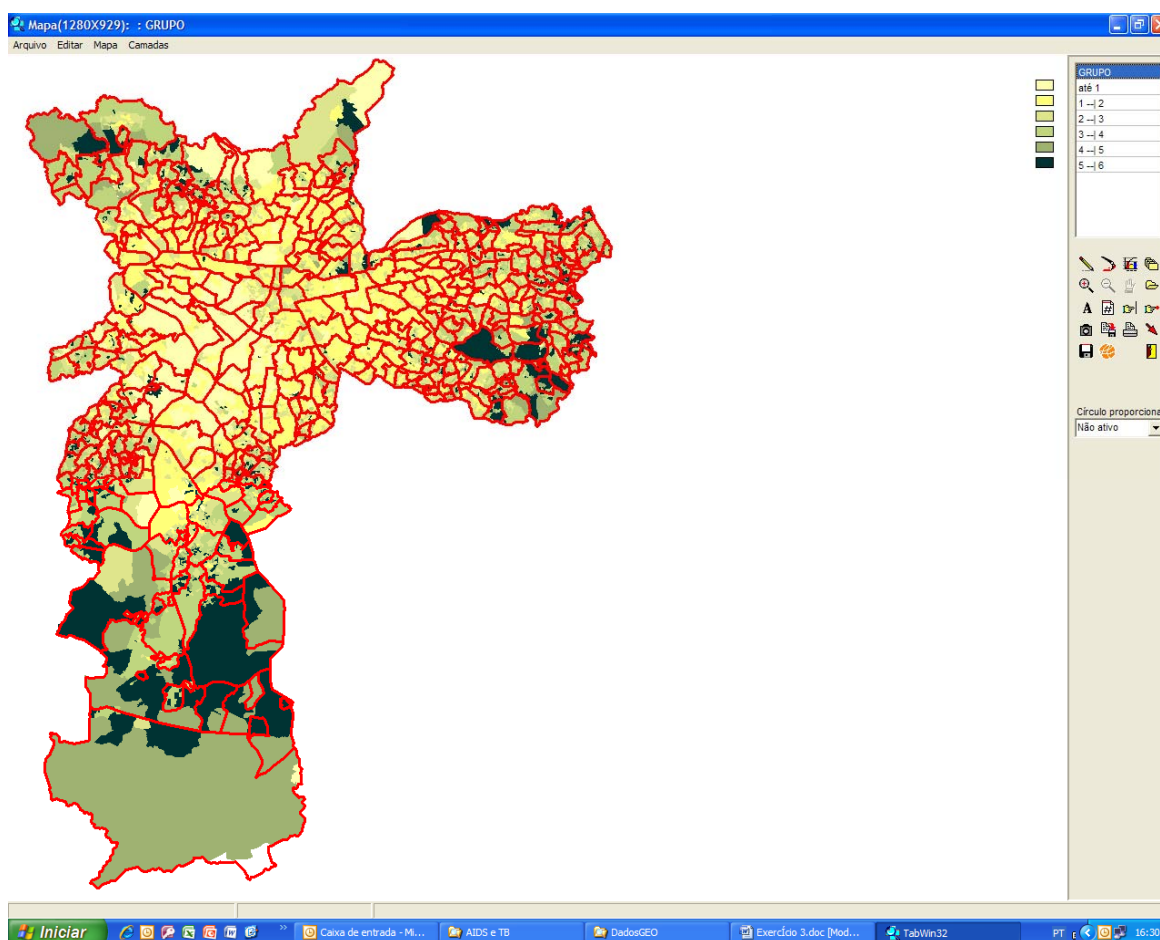 Mapa(1280X929): : GRUPO
Arquivo Editar Mapa Camadas
GRUPO
até 1
1 --| 2
2 --| 3
3 --| 4
4 --| 5
5 --| 6
A
#
Círculo proporciona
Não ativo
Iniciar
»
Caixa de entrada - Mi...
AIDS e TB
DadosGEO
Exercício 3.doc [Mod...
TabWin32
PT
16:30